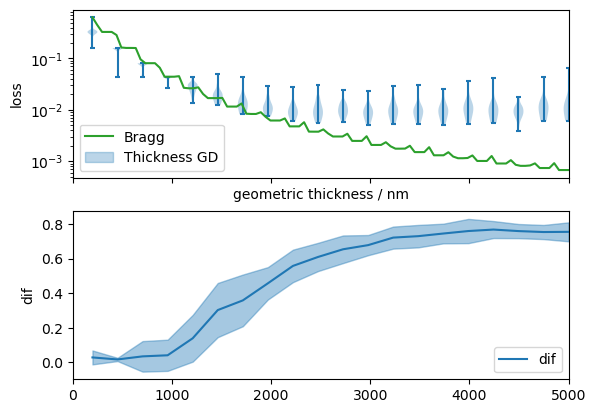 10⁻¹
10⁻²
10⁻³
loss
Bragg
Thickness GD
geometric thickness / nm
0.8
0.6
0.4
0.2
0.0
dif
dif
0 1000 2000 3000 4000 5000